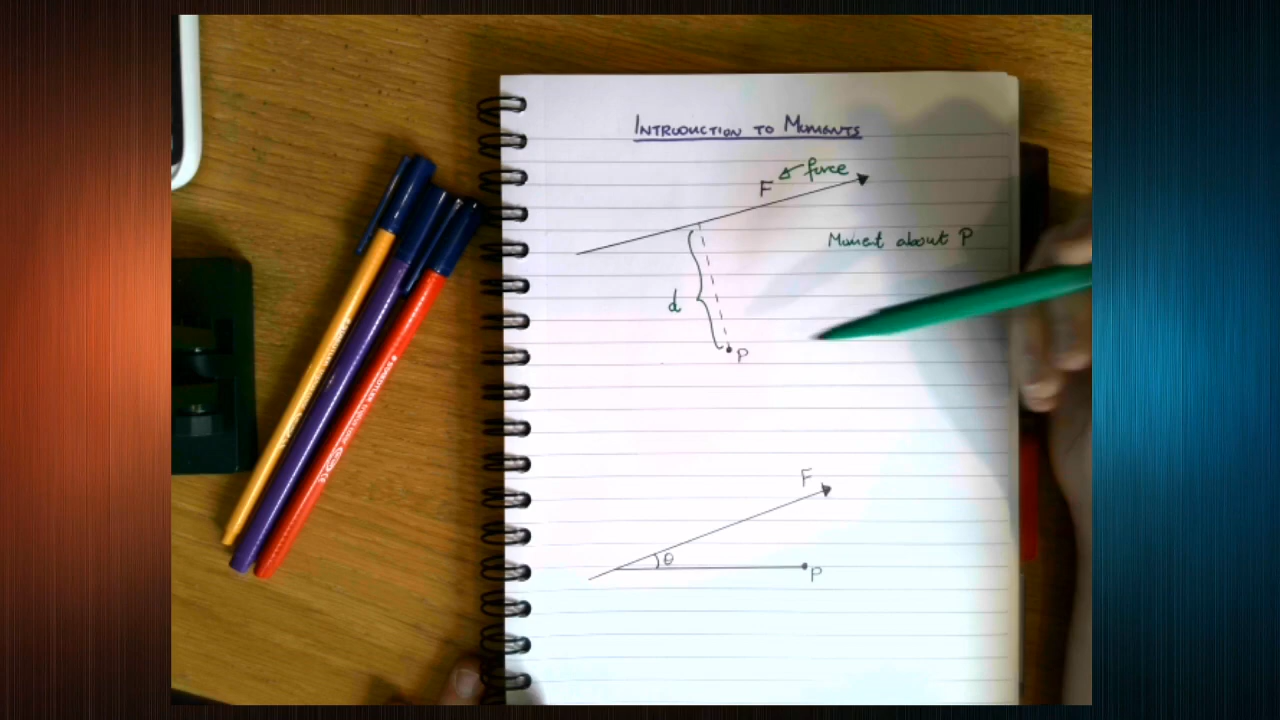 INTRODUCTION TO MOMENTS
force
F
Moment about P
d
P
F
θ
P